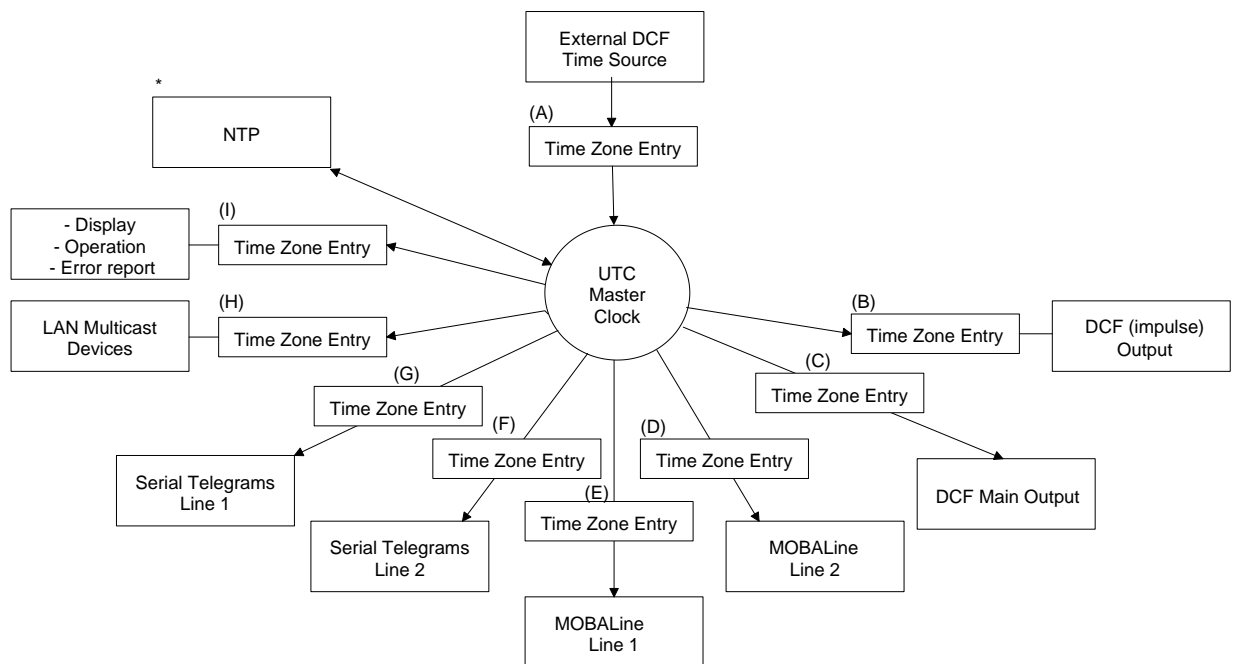 External DCF
Time Source
*
NTP
(A)
Time Zone Entry
- Display
- Operation
- Error report
(I)
Time Zone Entry
UTC
Master
Clock
LAN Multicast
Devices
(H)
Time Zone Entry
(B)
Time Zone Entry
DCF (impulse)
Output
(G)
Time Zone Entry
(C)
Time Zone Entry
(F)
Time Zone Entry
(D)
Time Zone Entry
Serial Telegrams
Line 1
(E)
Time Zone Entry
DCF Main Output
Serial Telegrams
Line 2
MOBALine
Line 2
MOBALine
Line 1